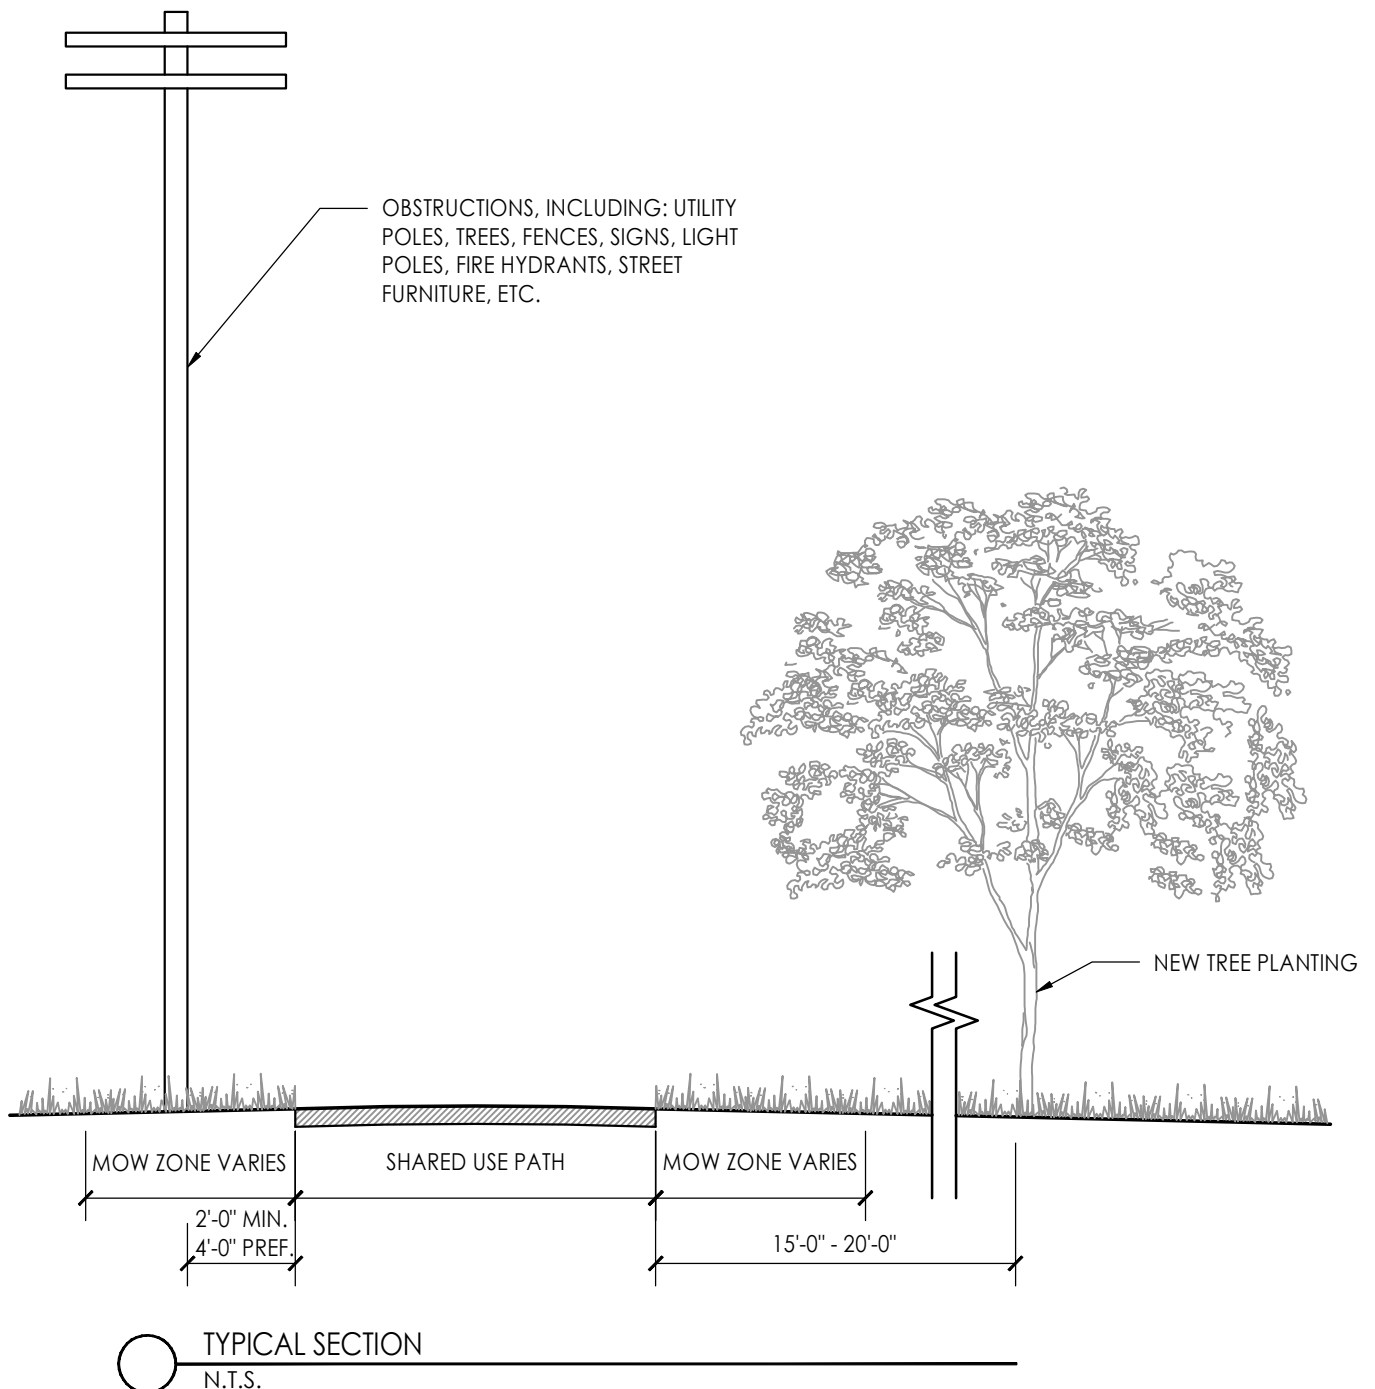 OBSTRUCTIONS, INCLUDING: UTILITY
POLES, TREES, FENCES, SIGNS, LIGHT
POLES, FIRE HYDRANTS, STREET
FURNITURE, ETC.
NEW TREE PLANTING
MOW ZONE VARIES
SHARED USE PATH
MOW ZONE VARIES
2'-0" MIN.
4'-0" PREF.
15'-0" - 20'-0"
TYPICAL SECTION
N.T.S.